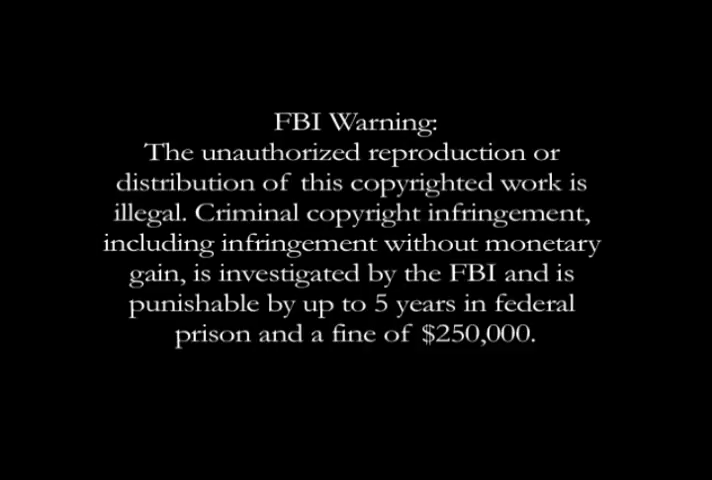 FBI Warning:
The unauthorized reproduction or
distribution of this copyrighted work is
illegal. Criminal copyright infringement,
including infringement without monetary
gain, is investigated by the FBI and is
punishable by up to 5 years in federal
prison and a fine of $250,000.